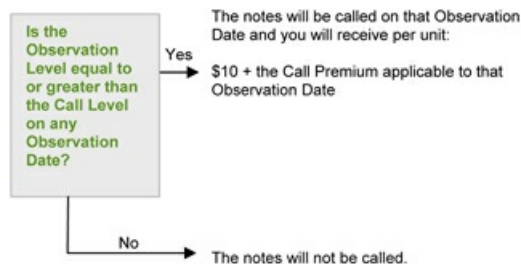 Is the
Observation
Level equal to
or greater than
the Call Level
on any
Observation
Date?
Yes
The notes will be called on that Observation
Date and you will receive per unit:
$10 + the Call Premium applicable to that
Observation Date
No
The notes will not be called.